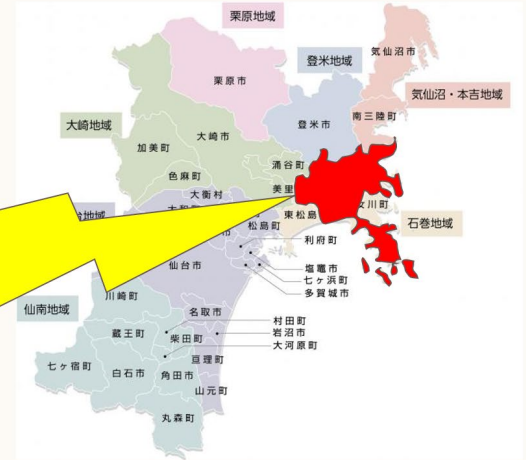 栗原地域
気仙沼市
登米地域
栗原市
気仙沼・本吉地域
南三陸町
登米市
大崎地域
大崎市
加美町
涌谷町
色麻町
美里
大衡村
女川町
東松島
松島町
石巻地域
利府町
仙台市
塩竈市
七ヶ浜町
多賀城市
川崎町
仙南地域
名取市
村田町
蔵王町
柴田町
岩沼市
大河原町
亘理町
七ヶ宿町
白石市
角田市
山元町
丸森町